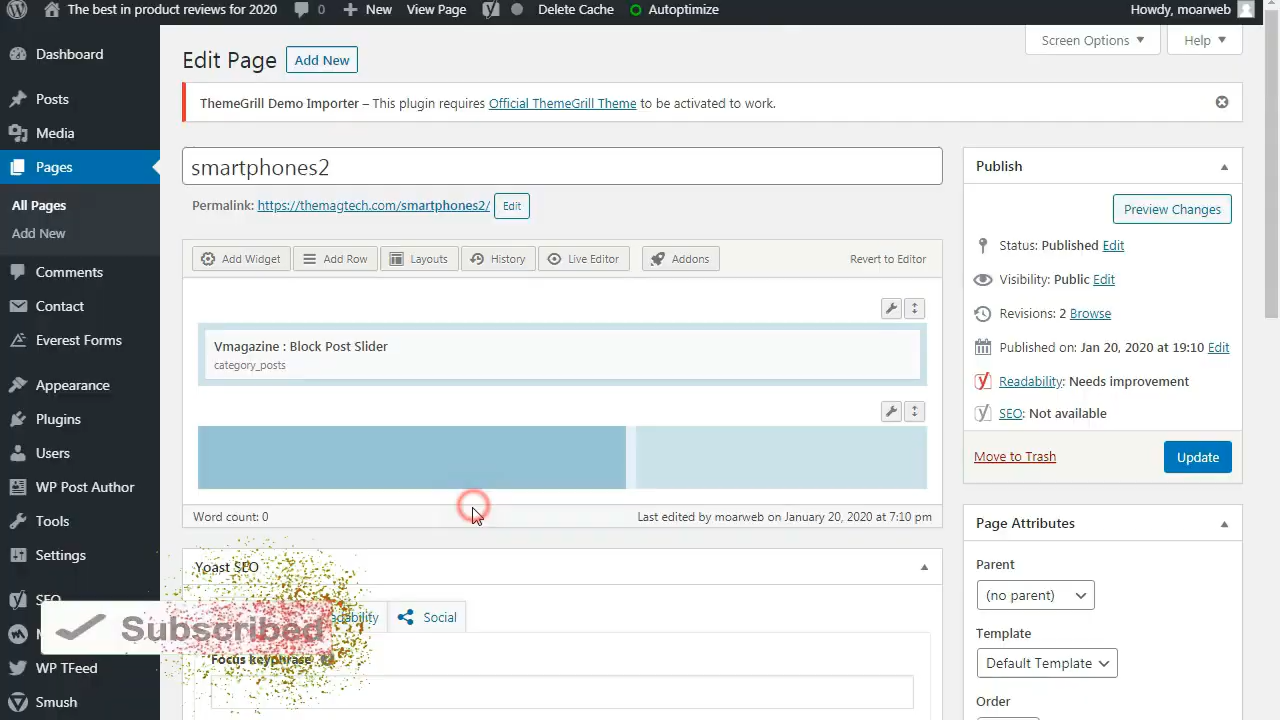 The best in product reviews for 2020
0
New
View Page
Delete Cache
Autoptimize
Howdy, moarweb
Dashboard
Posts
Media
Pages
All Pages
Add New
Comments
Contact
Everest Forms
Appearance
Plugins
Users
WP Post Author
Tools
Settings
SEO
M
WP TFeed
Smush
Screen Options
Help
Edit Page
Add New
ThemeGrill Demo Importer – This plugin requires Official ThemeGrill Theme to be activated to work.
smartphones2
Permalink: https://themagtech.com/smartphones2/ Edit
Add Widget
Add Row
Layouts
History
Live Editor
Addons
Revert to Editor
Vmagazine : Block Post Slider
category_posts
Word count: 0
Last edited by moarweb on January 20, 2020 at 7:10 pm
Yoast SEO
Social
Focus keyphrase
Subscribed
Publish
Preview Changes
Status: Published Edit
Visibility: Public Edit
Revisions: 2 Browse
Published on: Jan 20, 2020 at 19:10 Edit
Readability: Needs improvement
SEO: Not available
Move to Trash
Update
Page Attributes
Parent
(no parent)
Template
Default Template
Order